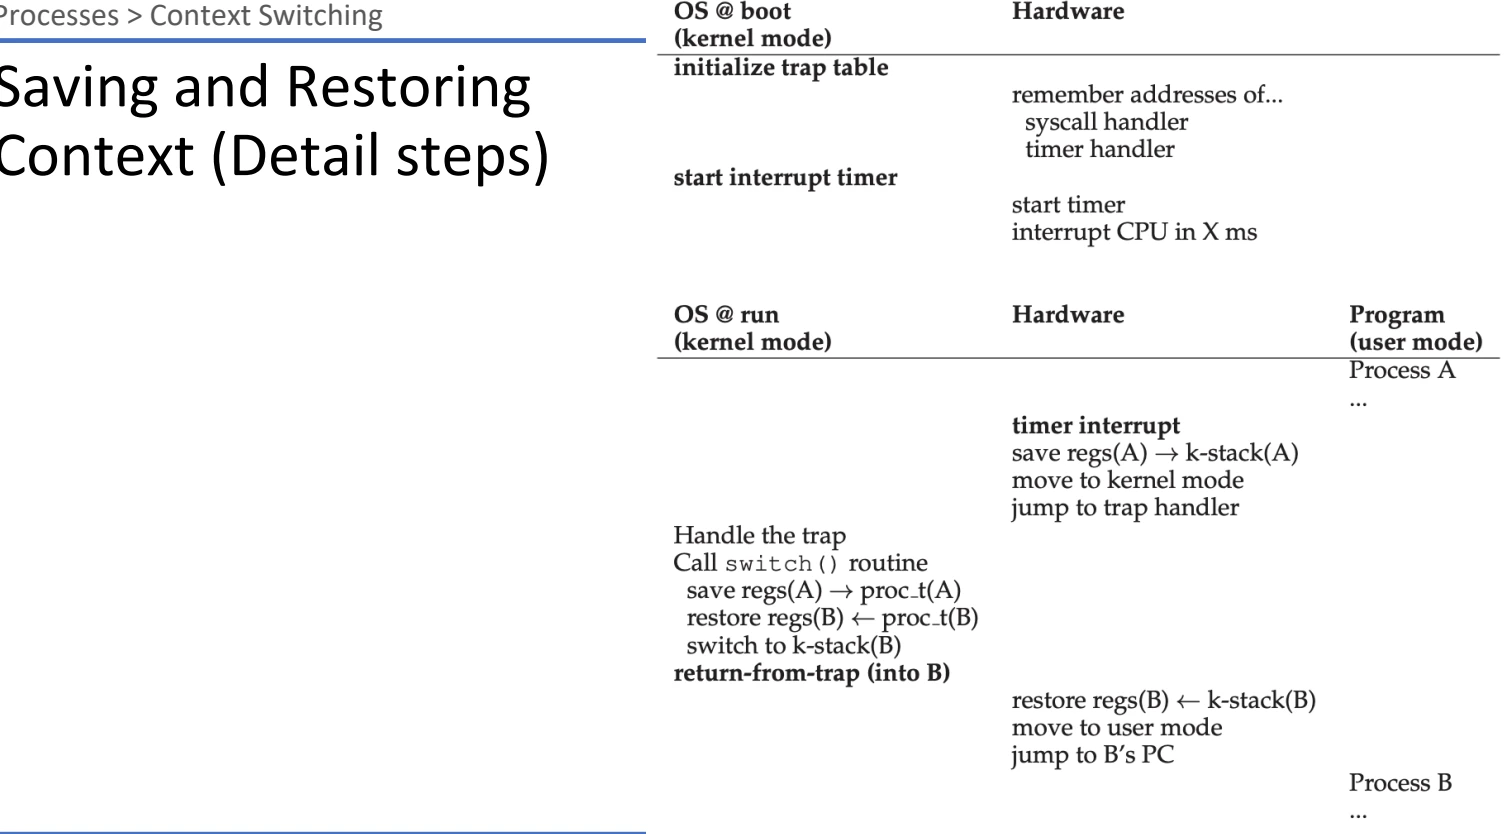 Processes > Context Switching
Saving and Restoring
Context (Detail steps)
OS @ boot Hardware
(kernel mode)
initialize trap table
remember addresses of...
syscall handler
timer handler
start interrupt timer
start timer
interrupt CPU in X ms
OS @ run Hardware Program
(kernel mode) (user mode)
Process A
...
timer interrupt
save regs(A) → k-stack(A)
move to kernel mode
jump to trap handler
Handle the trap
Call switch() routine
save regs(A) → proc_t(A)
restore regs(B) ← proc_t(B)
switch to k-stack(B)
return-from-trap (into B)
restore regs(B) ← k-stack(B)
move to user mode
jump to B's PC
Process B
...